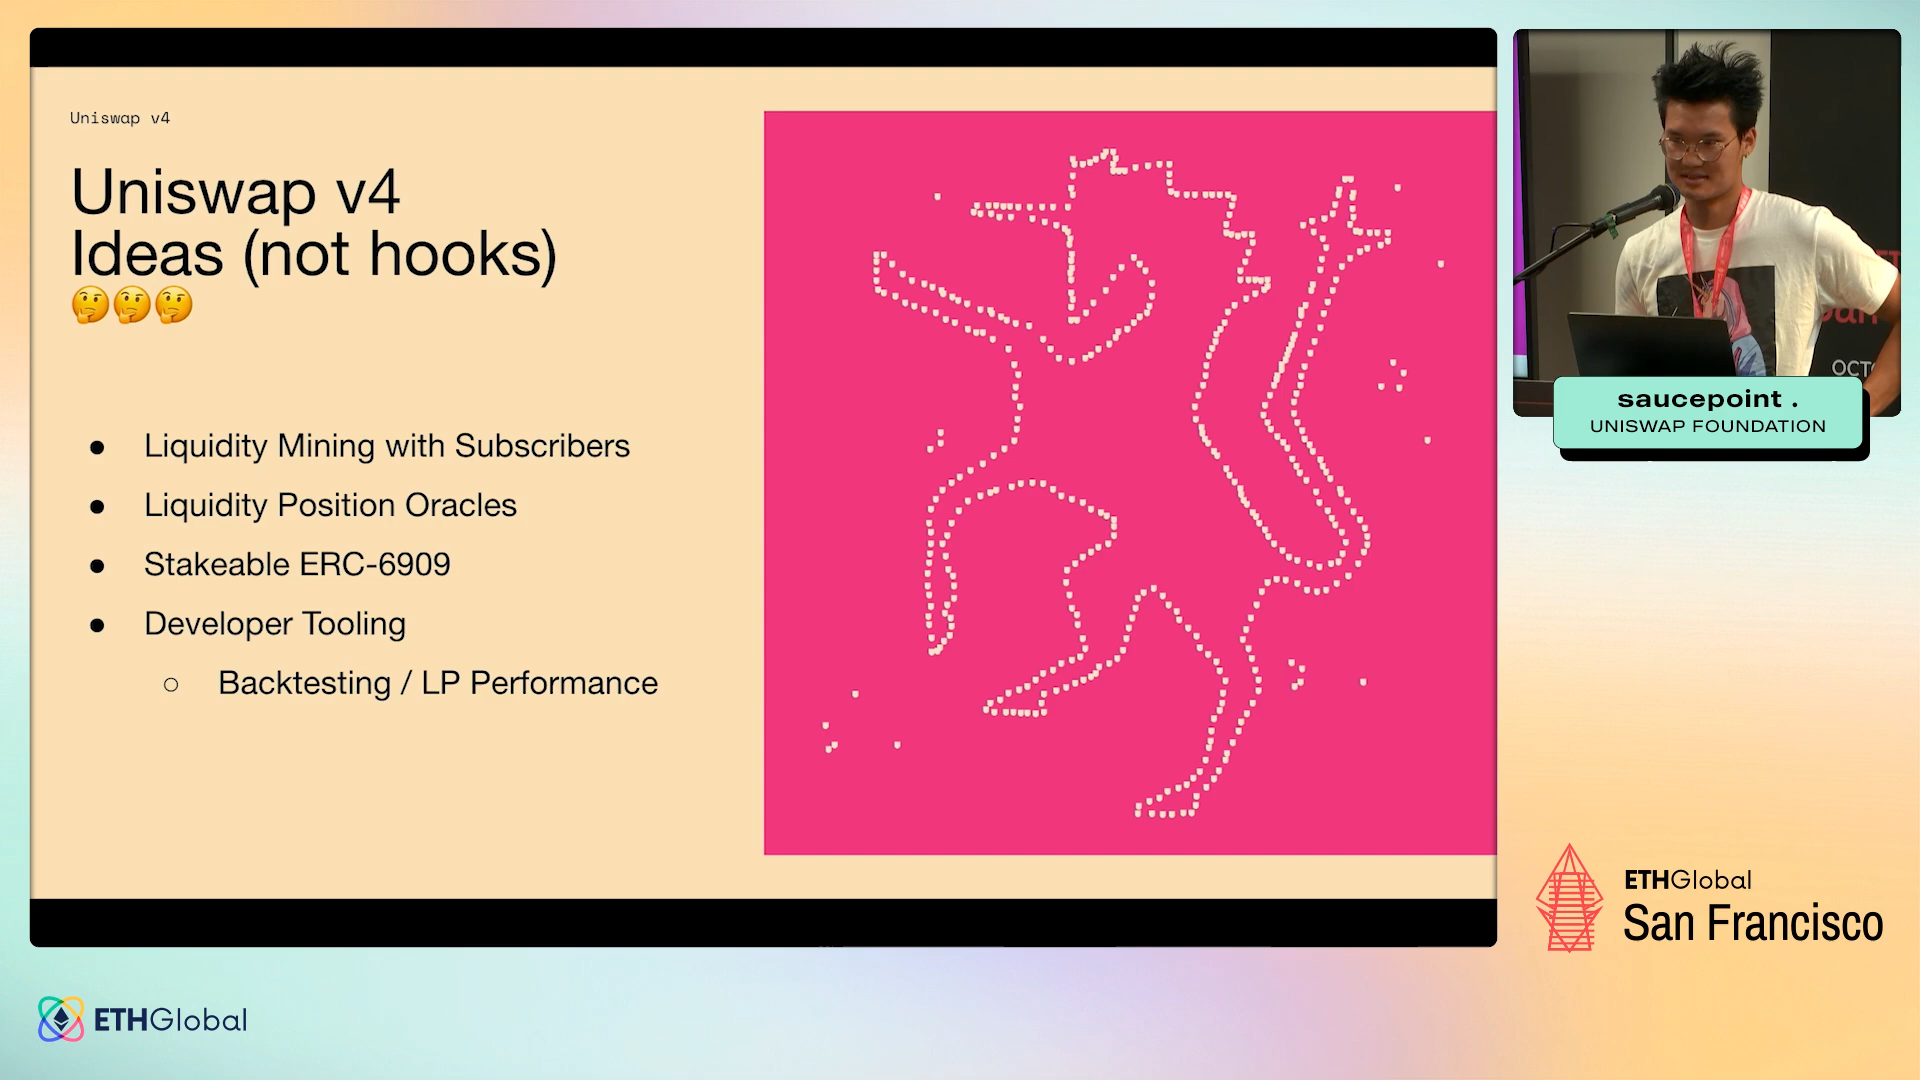 Uniswap v4
Uniswap v4
Ideas (not hooks)
🤔🤔🤔
● Liquidity Mining with Subscribers
● Liquidity Position Oracles
● Stakeable ERC-6909
● Developer Tooling
○ Backtesting / LP Performance
OCT
saucepoint .
UNISWAP FOUNDATION
ETHGlobal
San Francisco
ETHGlobal